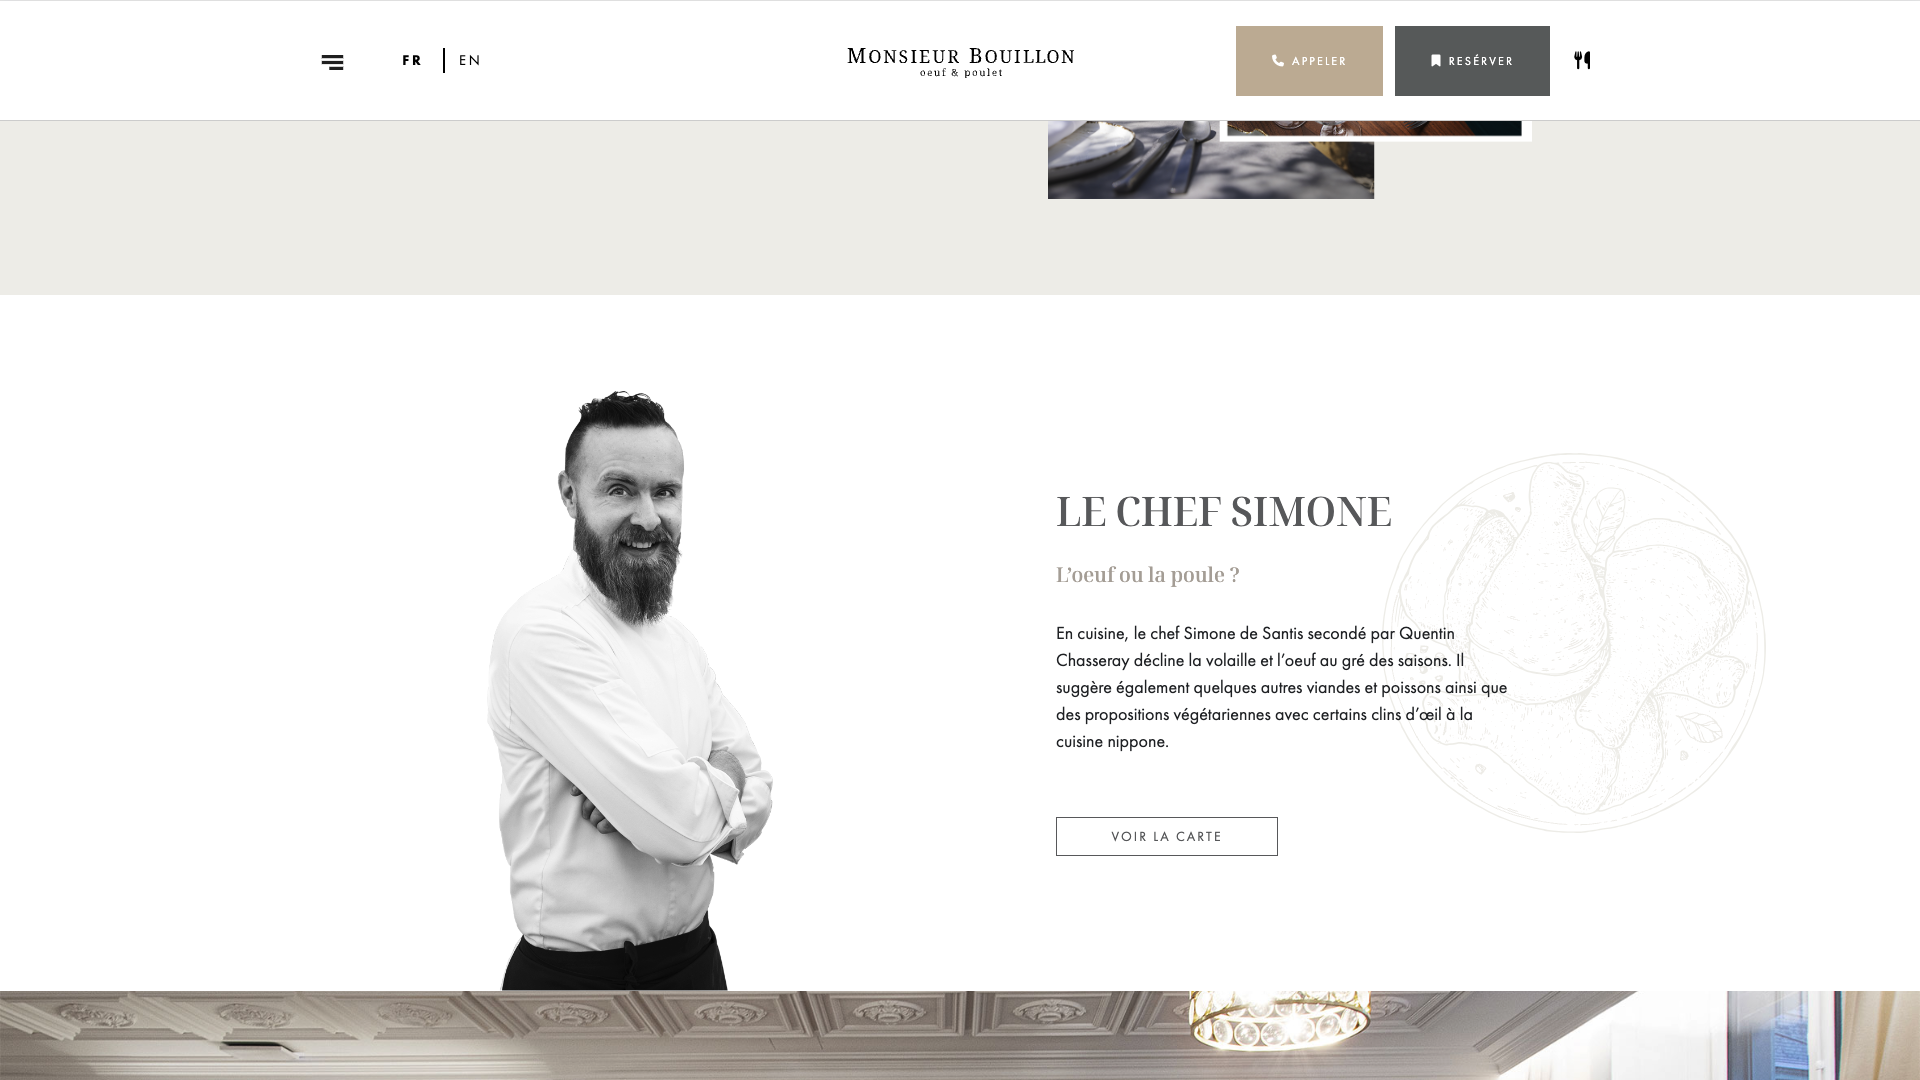 FR
EN
MONSIEUR BOUILLON
oeuf & poulet
APPELER
RESÉRVER
LE CHEF SIMONE
L’oeuf ou la poule ?
En cuisine, le chef Simone de Santis secondé par Quentin
Chasseray décline la volaille et l’oeuf au gré des saisons. Il
suggère également quelques autres viandes et poissons ainsi que
des propositions végétariennes avec certains clins d’œil à la
cuisine nippone.
VOIR LA CARTE